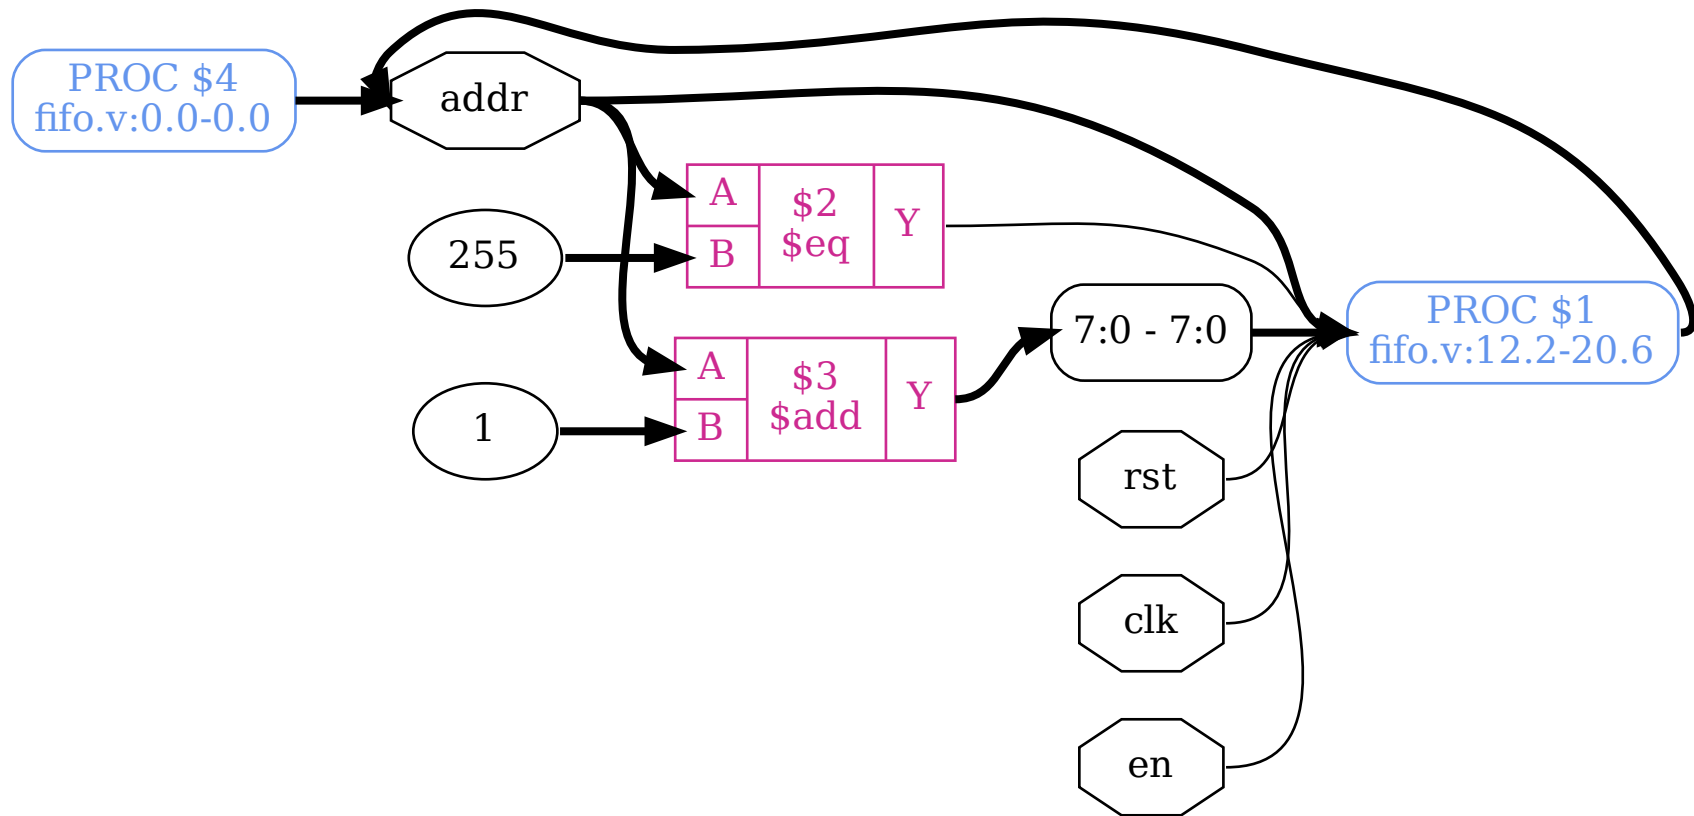 PROC $4
fifo.v:0.0-0.0
addr
A
B
$2
$eq
Y
255
A
B
$3
$add
Y
1
7:0 - 7:0
PROC $1
fifo.v:12.2-20.6
rst
clk
en